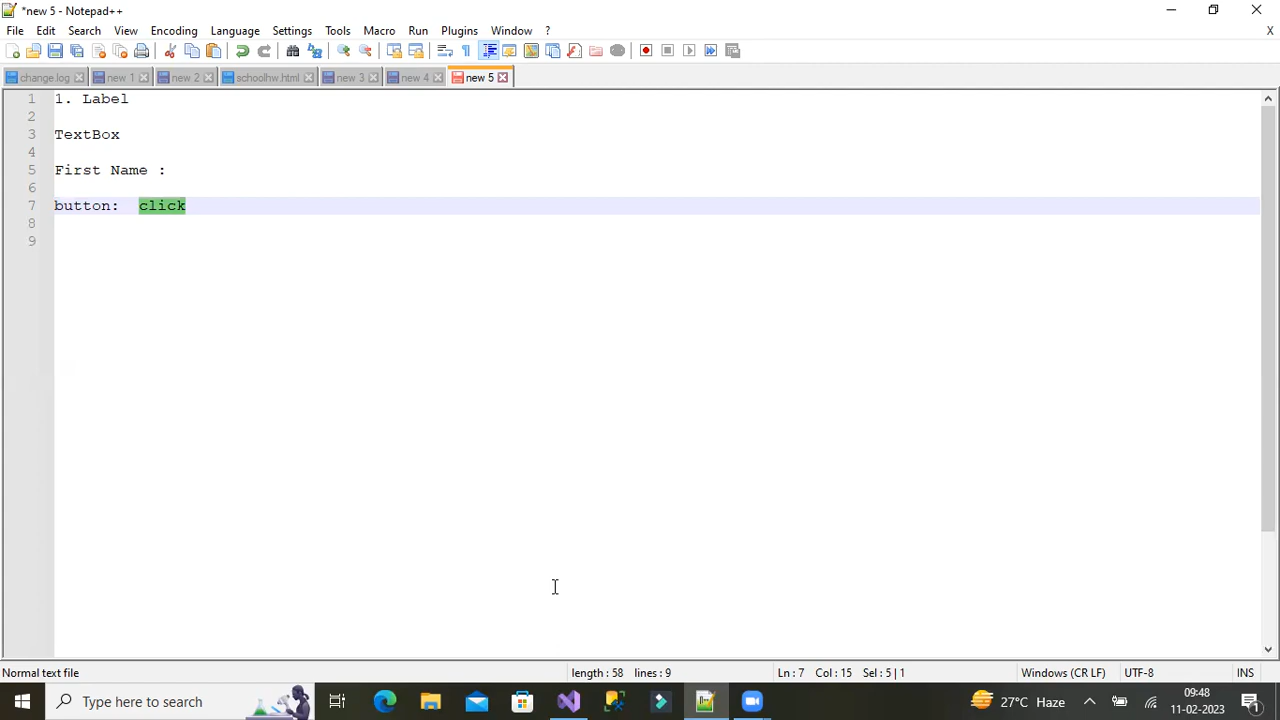 *new 5 - Notepad++
File Edit Search View Encoding Language Settings Tools Macro Run Plugins Window ? X
change.log new 1 new 2 schoolhw.html new 3 new 4 new 5
1 1. Label
2
3 TextBox
4
5 First Name :
6
7 button: click
8
9
Normal text file length : 58 lines : 9 Ln : 7 Col : 15 Sel : 5 | 1 Windows (CR LF) UTF-8 INS
Type here to search 27°C Haze 09:48
11-02-2023 1